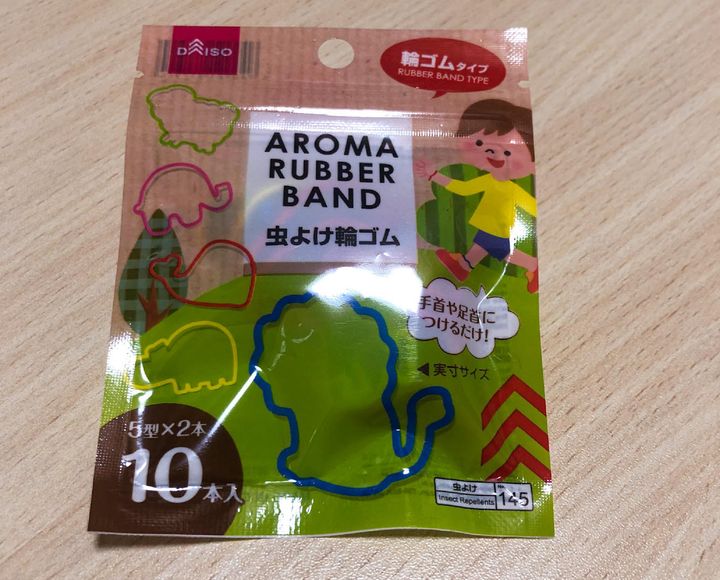 DAISO
輪ゴムタイプ
RUBBER BAND TYPE
AROMA
RUBBER
BAND
虫よけ輪ゴム
手首や足首に
つけるだけ!
◀実寸サイズ
5型×2本
10本入
虫よけ
Insect Repellents
No.
145